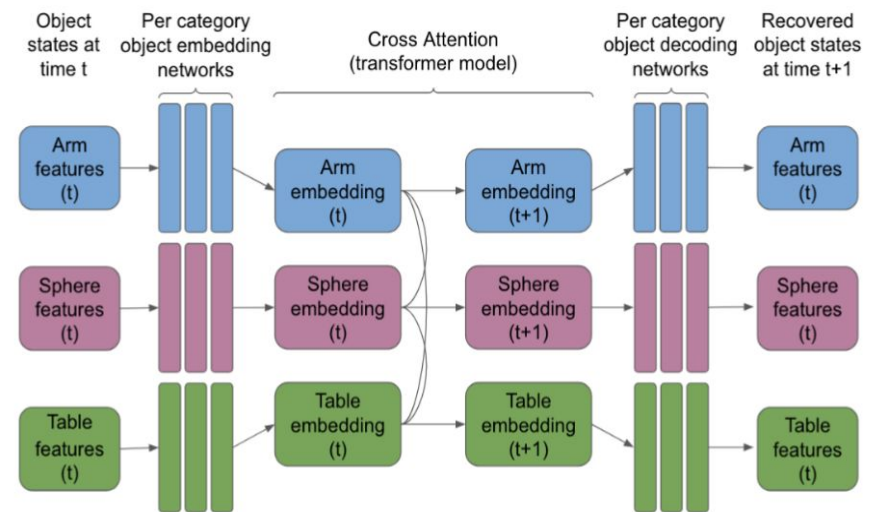 Object
states at
time t
Per category
object embedding
networks
Cross Attention
(transformer model)
Per category
object decoding
networks
Recovered
object states
at time t+1
Arm
features
(t)
Arm
embedding
(t)
Arm
embedding
(t+1)
Arm
features
(t)
Sphere
features
(t)
Sphere
embedding
(t)
Sphere
embedding
(t+1)
Sphere
features
(t)
Table
features
(t)
Table
embedding
(t)
Table
embedding
(t+1)
Table
features
(t)